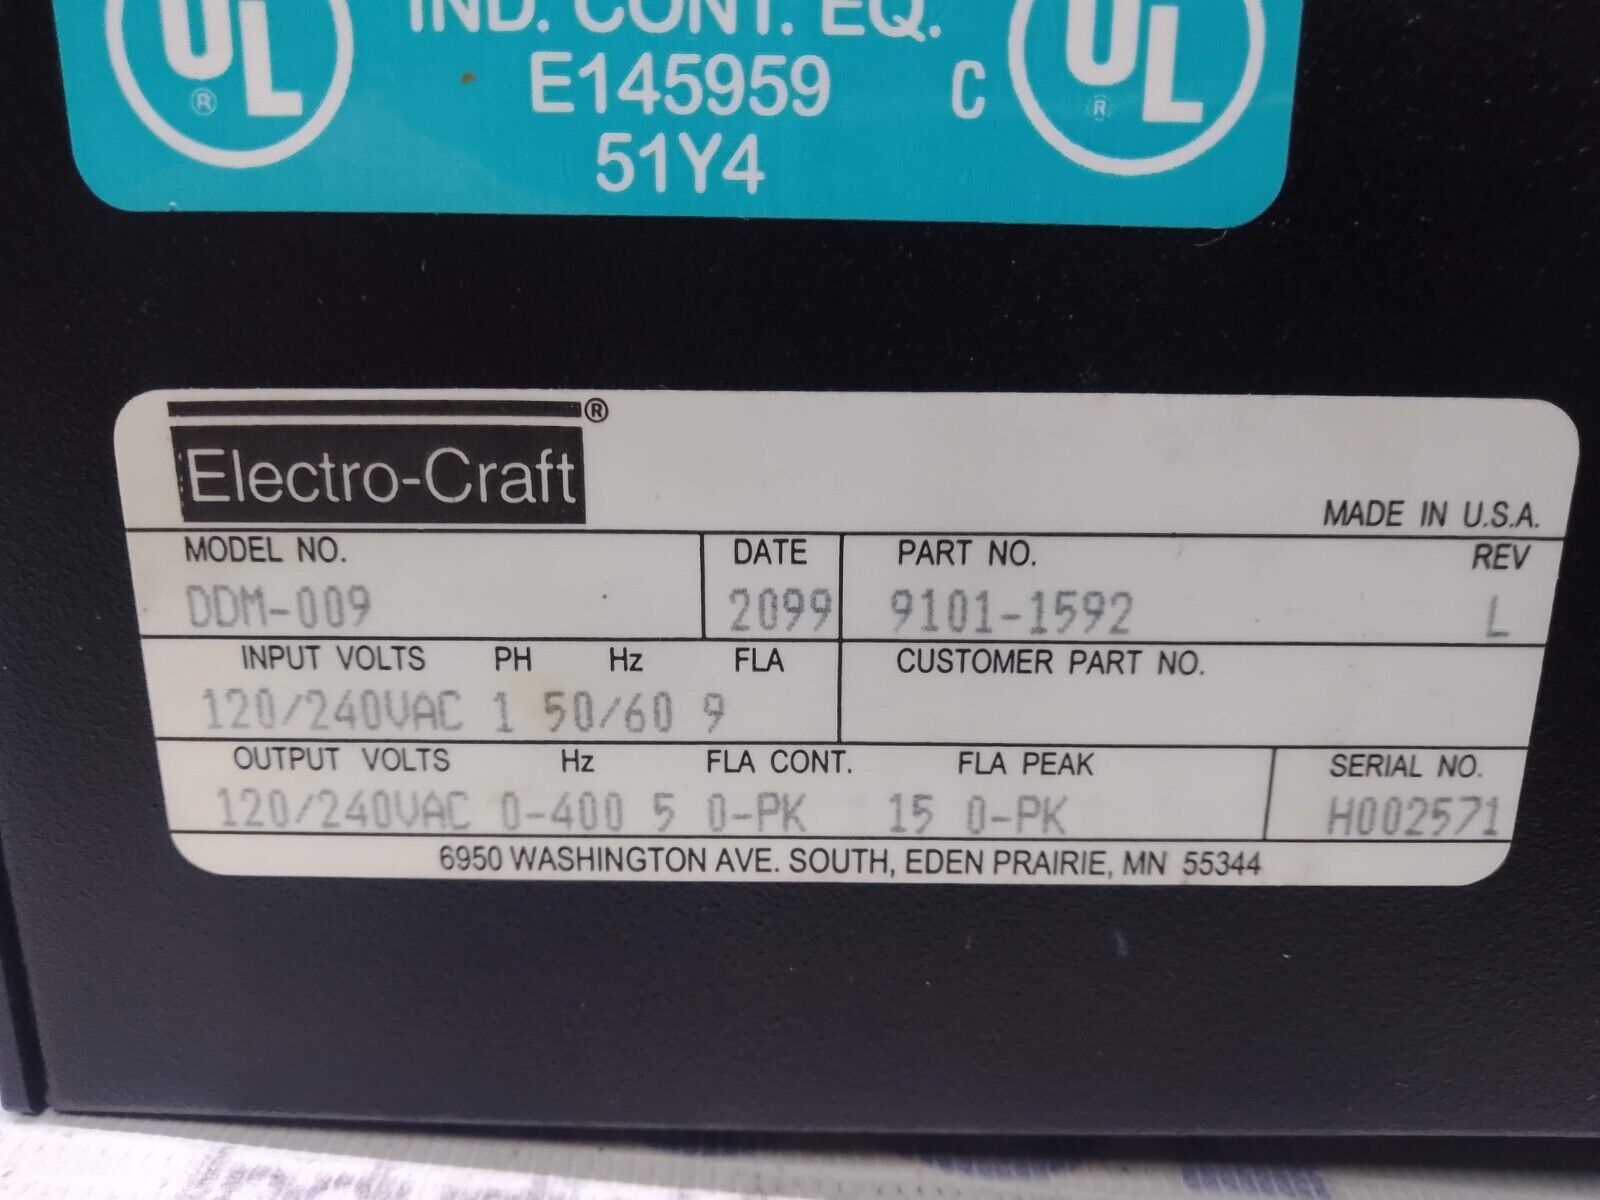 UL IND. CONT. EQ. UL
® E145959 C ®
51Y4
Electro-Craft®
MADE IN U.S.A.
MODEL NO. DATE PART NO. REV
DDM-009 2099 9101-1592 L
INPUT VOLTS PH Hz FLA CUSTOMER PART NO.
120/240VAC 1 50/60 9
OUTPUT VOLTS Hz FLA CONT. FLA PEAK SERIAL NO.
120/240VAC 0-400 5 0-PK 15 0-PK H002571
6950 WASHINGTON AVE. SOUTH, EDEN PRAIRIE, MN 55344